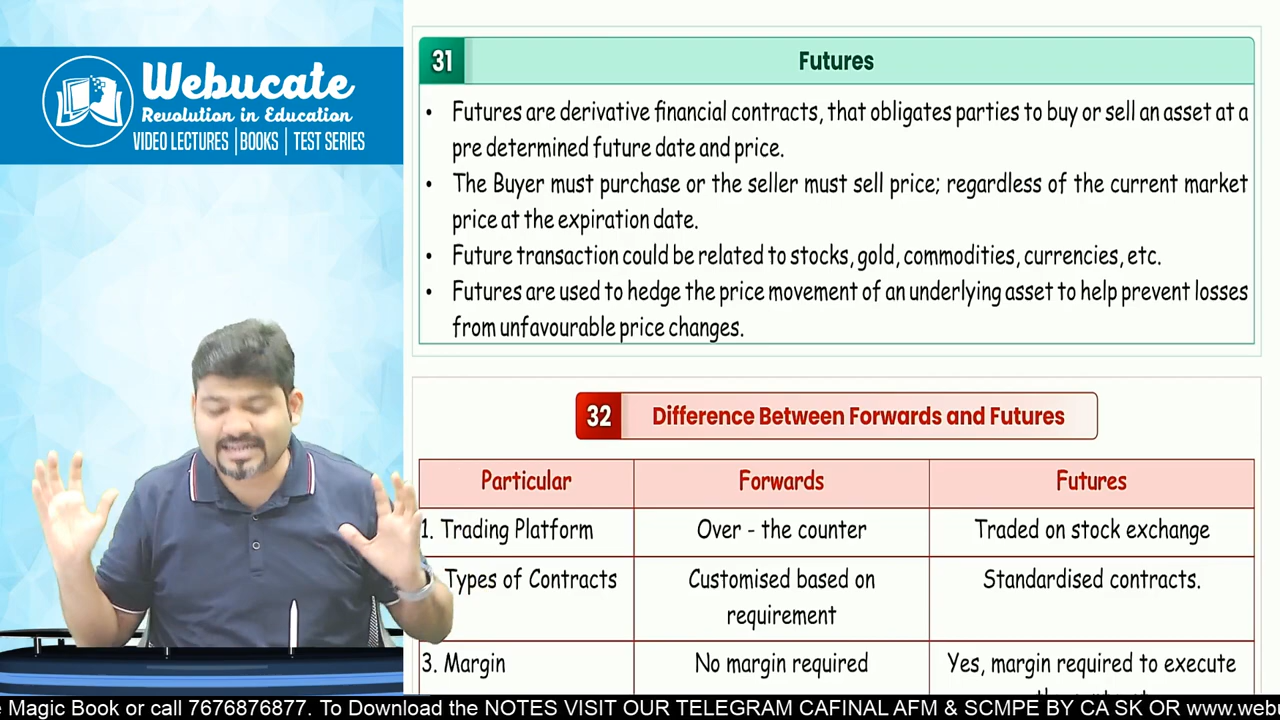 Webucate
Revolution in Education
VIDEO LECTURES | BOOKS | TEST SERIES
31 Futures
• Futures are derivative financial contracts, that obligates parties to buy or sell an asset at a
pre determined future date and price.
• The Buyer must purchase or the seller must sell price; regardless of the current market
price at the expiration date.
• Future transaction could be related to stocks, gold, commodities, currencies, etc.
• Futures are used to hedge the price movement of an underlying asset to help prevent losses
from unfavourable price changes.
32 Difference Between Forwards and Futures
Particular Forwards Futures
1. Trading Platform Over - the counter Traded on stock exchange
Types of Contracts Customised based on Standardised contracts.
requirement
3. Margin No margin required Yes, margin required to execute
e Magic Book or call 7676876877. To Download the NOTES VISIT OUR TELEGRAM CAFINAL AFM & SCMPE BY CA SK OR www.webu